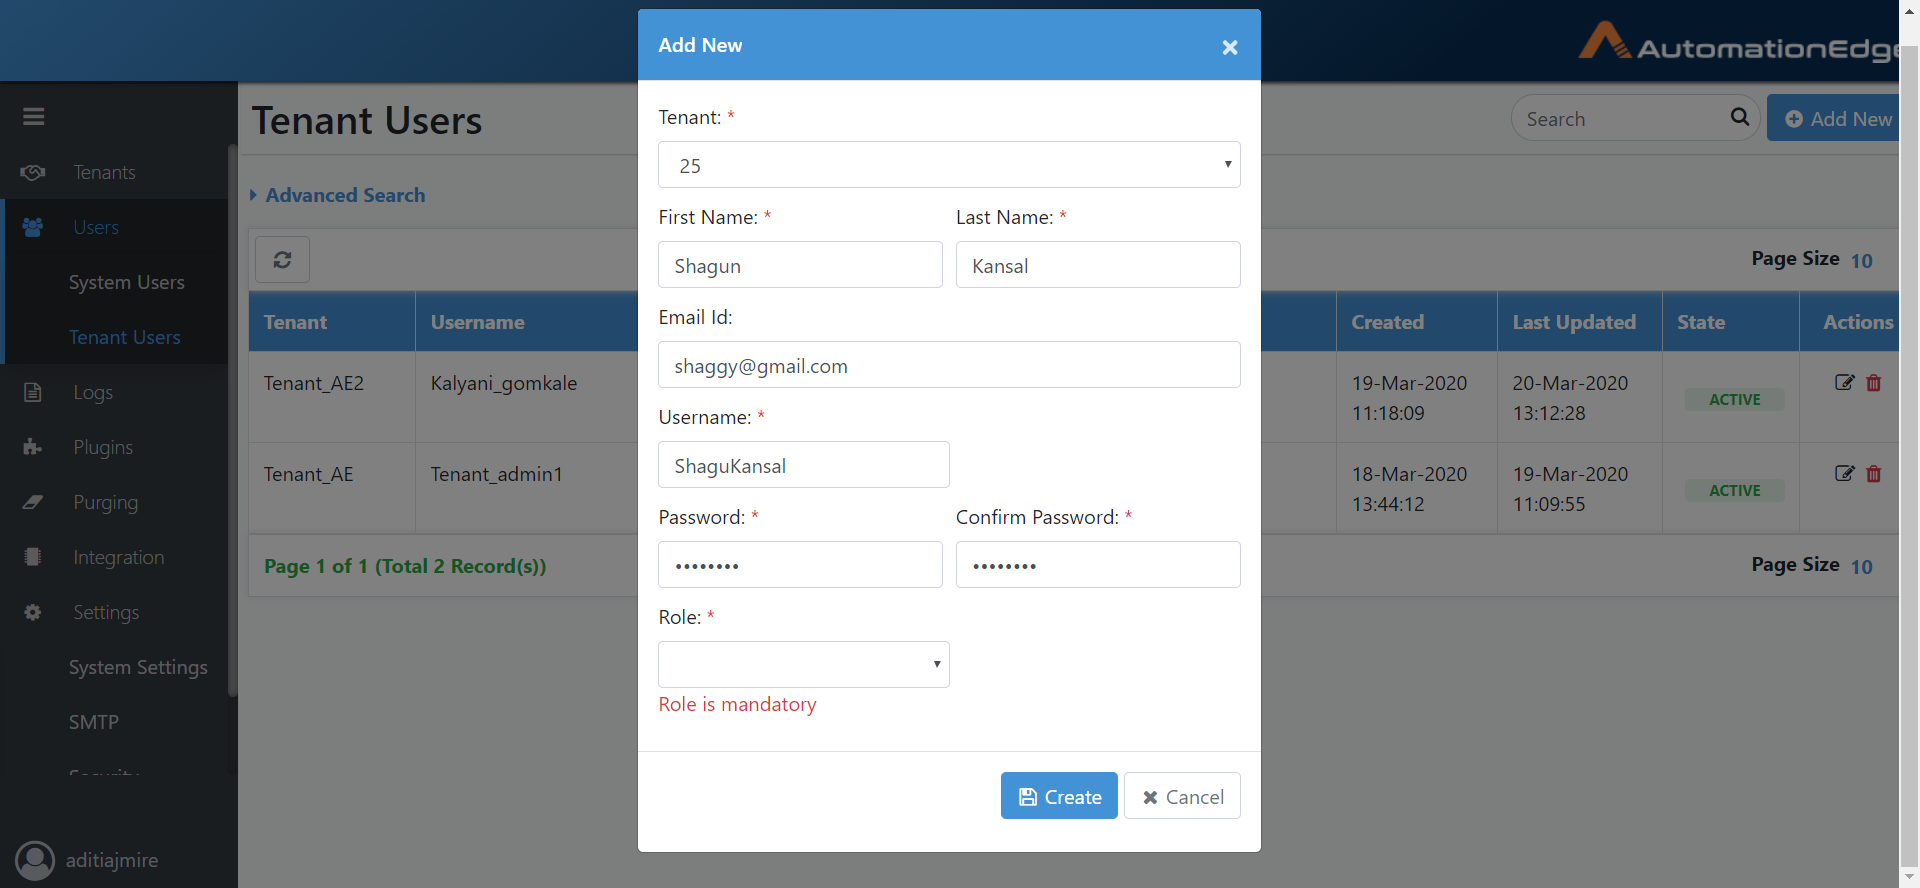 Add New
AutomationEdge
Tenant Users
Search
Add New
Tenants
Users
System Users
Tenant Users
Logs
Plugins
Purging
Integration
Settings
System Settings
SMTP
Security
aditiajmire
Advanced Search
Page Size 10
Tenant Username Created Last Updated State Actions
Tenant_AE2 Kalyani_gomkale 19-Mar-2020 11:18:09 20-Mar-2020 13:12:28 ACTIVE
Tenant_AE Tenant_admin1 18-Mar-2020 13:44:12 19-Mar-2020 11:09:55 ACTIVE
Page 1 of 1 (Total 2 Record(s))
Page Size 10
Tenant: *
25
First Name: * Last Name: *
Shagun Kansal
Email Id:
shaggy@gmail.com
Username: *
ShaguKansal
Password: * Confirm Password: *
•••••••• ••••••••
Role: *
Role is mandatory
Create Cancel